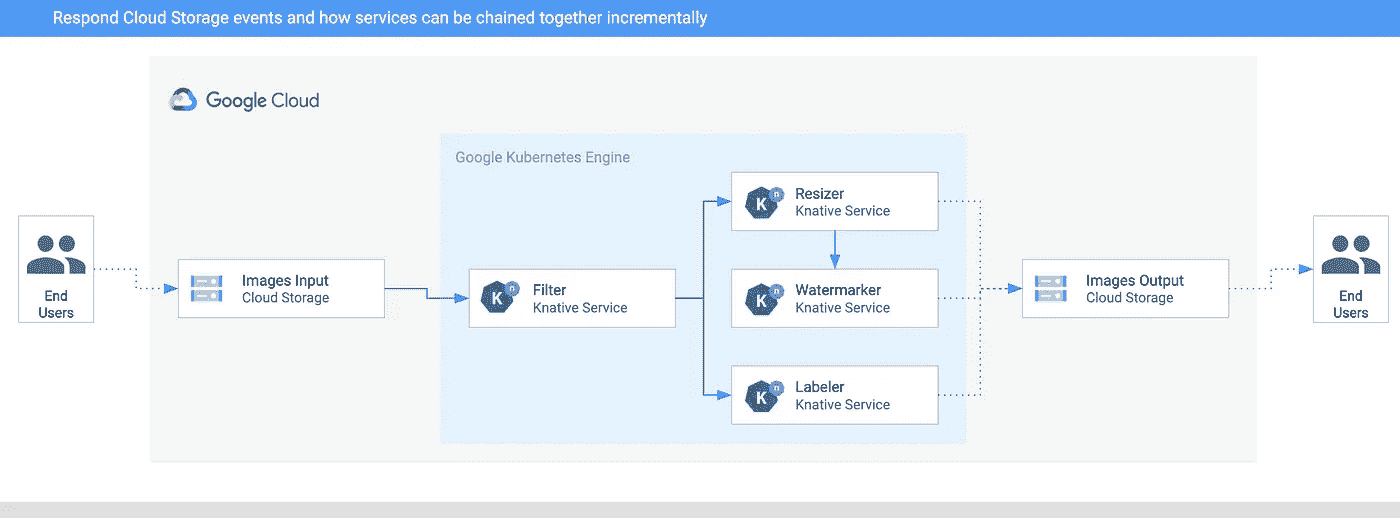 Respond Cloud Storage events and how services can be chained together incrementally
Google Cloud
Google Kubernetes Engine
End
Users
Images Input
Cloud Storage
Filter
Knative Service
Resizer
Knative Service
Watermarker
Knative Service
Labeler
Knative Service
Images Output
Cloud Storage
End
Users